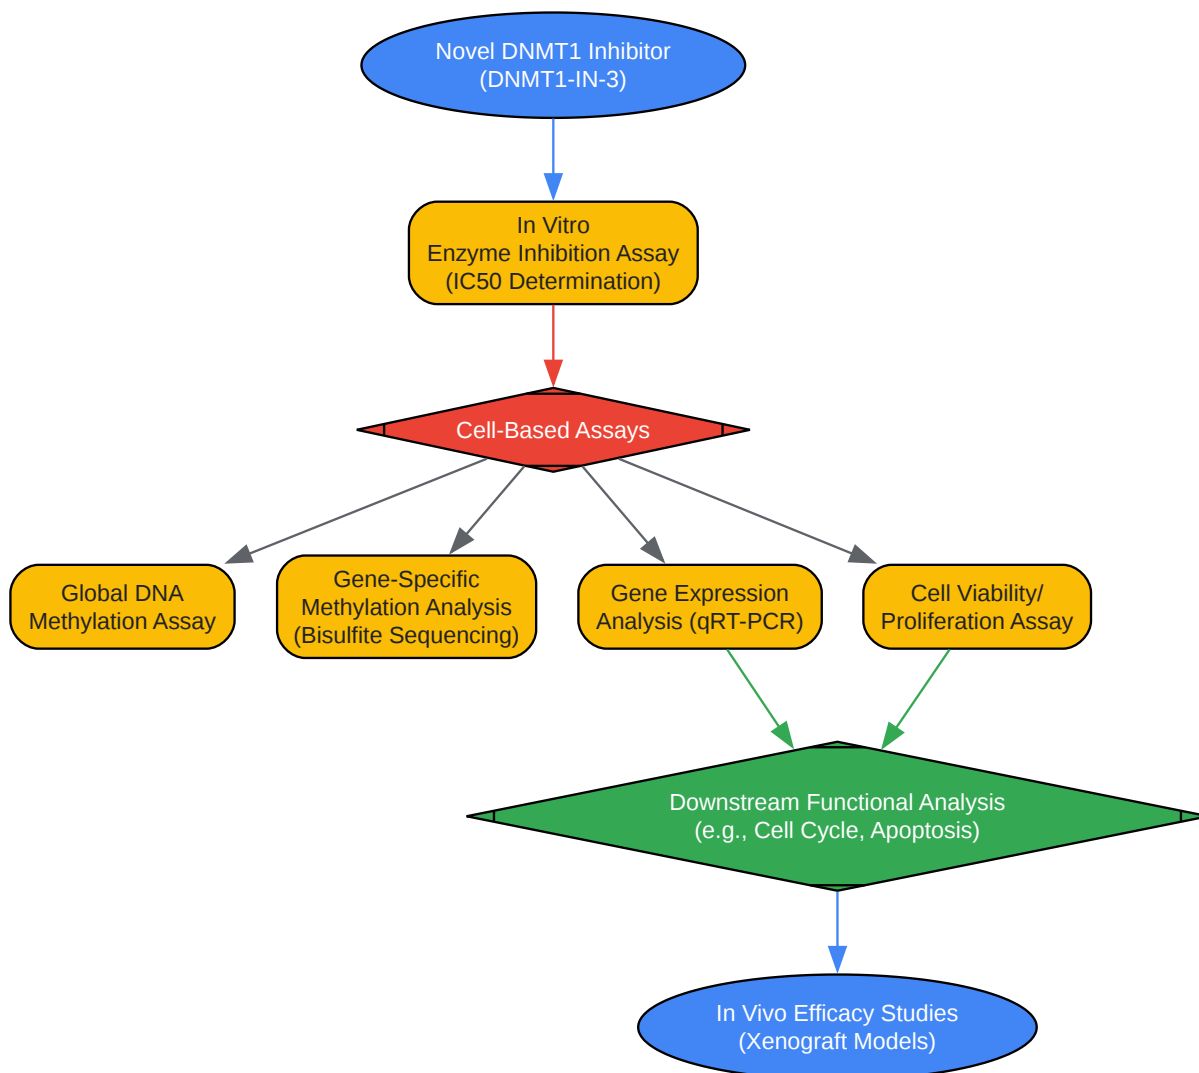 Novel DNMT1 Inhibitor
(DNMT1-IN-3)
In Vitro
Enzyme Inhibition Assay
(IC50 Determination)
Cell-Based Assays
Global DNA
Methylation Assay
Gene-Specific
Methylation Analysis
(Bisulfite Sequencing)
Gene Expression
Analysis (qRT-PCR)
Cell Viability/
Proliferation Assay
Downstream Functional Analysis
(e.g., Cell Cycle, Apoptosis)
In Vivo Efficacy Studies
(Xenograft Models)